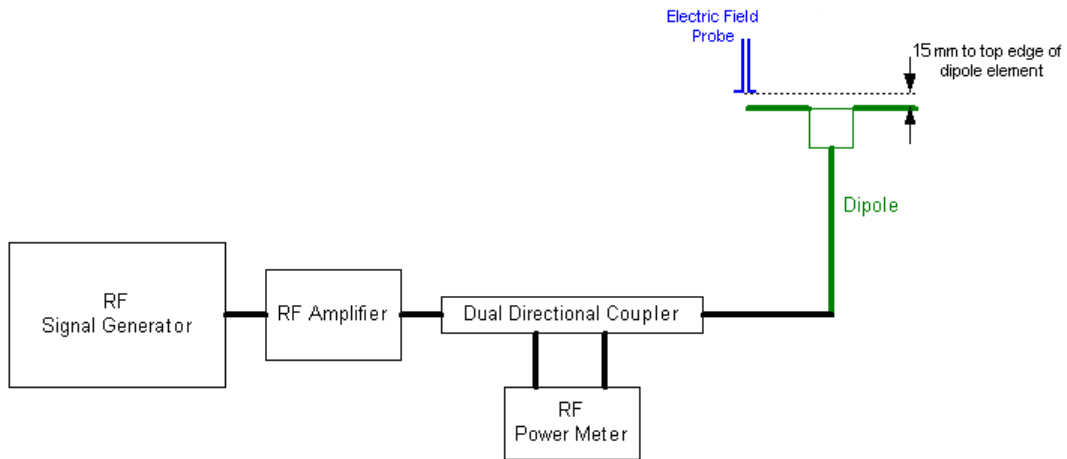 Electric Field
Probe
15 mm to top edge of
dipole element
Dipole
RF
Signal Generator
RF Amplifier
Dual Directional Coupler
RF
Power Meter